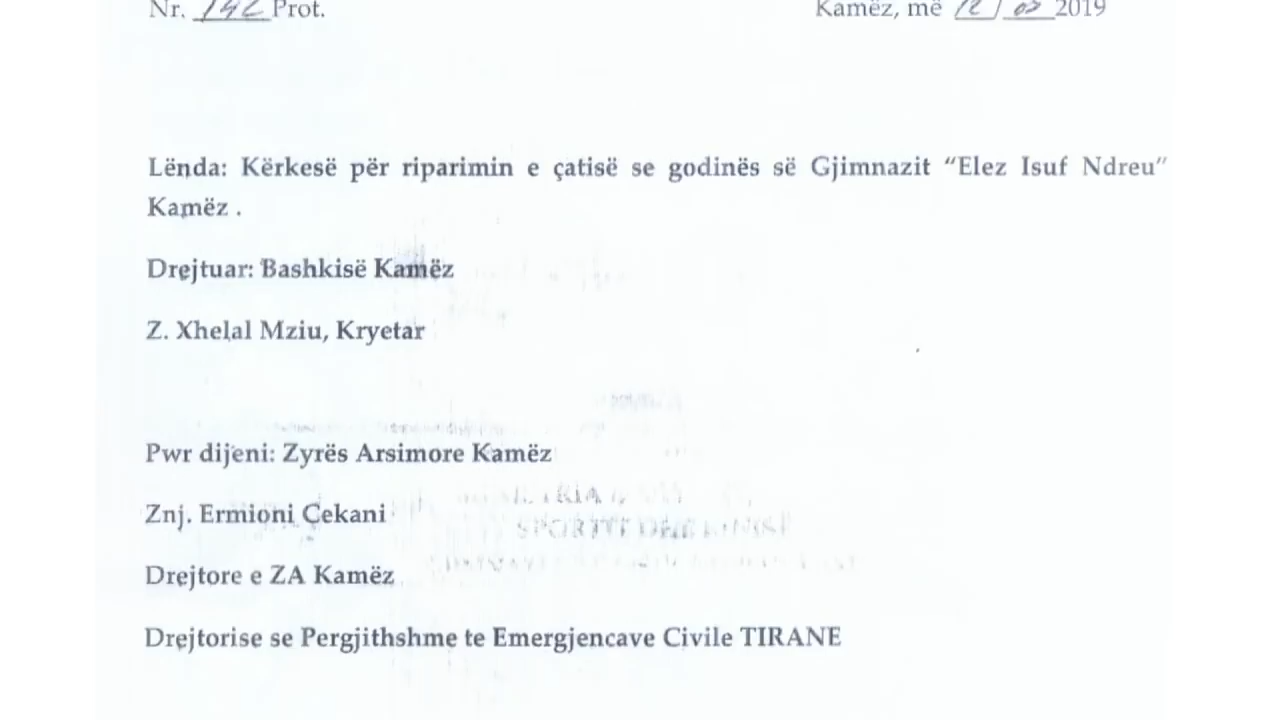 Nr. 142 Prot. Kamëz, më 12 / 02 2019
Lënda: Kërkesë për riparimin e çatisë se godinës së Gjimnazit “Elez Isuf Ndreu”
Kamëz .
Drejtuar: Bashkisë Kamëz
Z. Xhelal Mziu, Kryetar
Pwr dijeni: Zyrës Arsimore Kamëz
Znj. Ermioni Çekani
Drejtore e ZA Kamëz
Drejtorise se Pergjithshme te Emergjencave Civile TIRANE